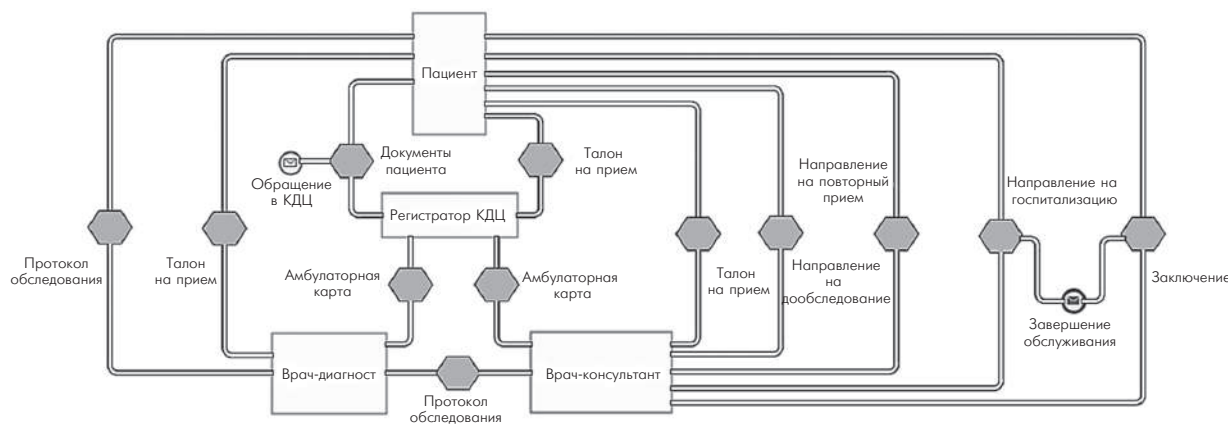 Пациент
Документы
пациента
Талон
на прием
Обращение
в КДЦ
Направление
на повторный
прием
Направление на
госпитализацию
Регистратор КДЦ
Протокол
обследования
Талон
на прием
Амбулаторная
карта
Амбулаторная
карта
Талон
на прием
Направление
на
дообследование
Заключение
Завершение
обслуживания
Врач-диагност
Врач-консультант
Протокол
обследования